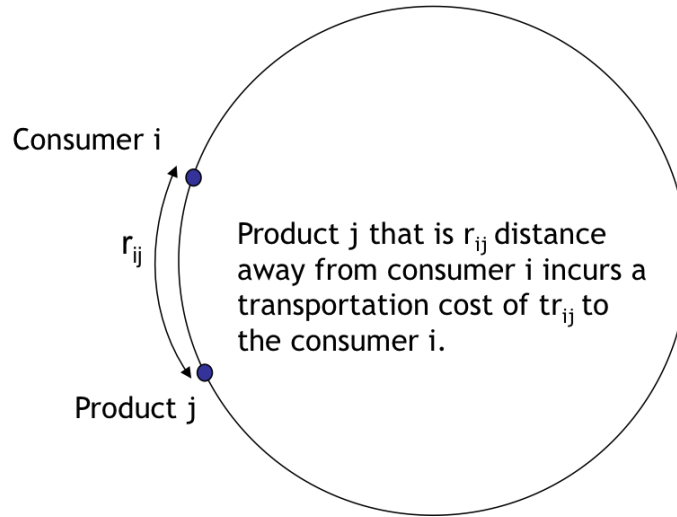 Consumer i
r_ij
Product j that is r_ij distance
away from consumer i incurs a
transportation cost of tr_ij to
the consumer i.
Product j